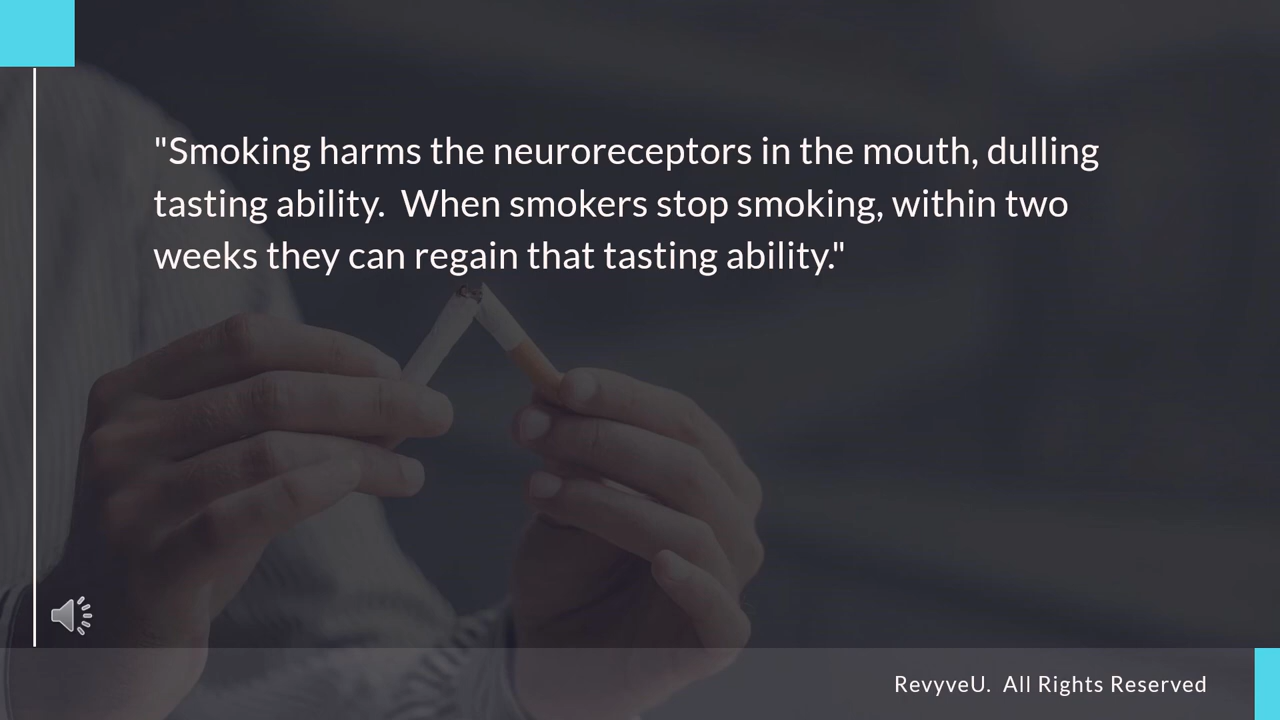 "Smoking harms the neuroreceptors in the mouth, dulling
tasting ability.  When smokers stop smoking, within two
weeks they can regain that tasting ability."
RevyveU.  All Rights Reserved